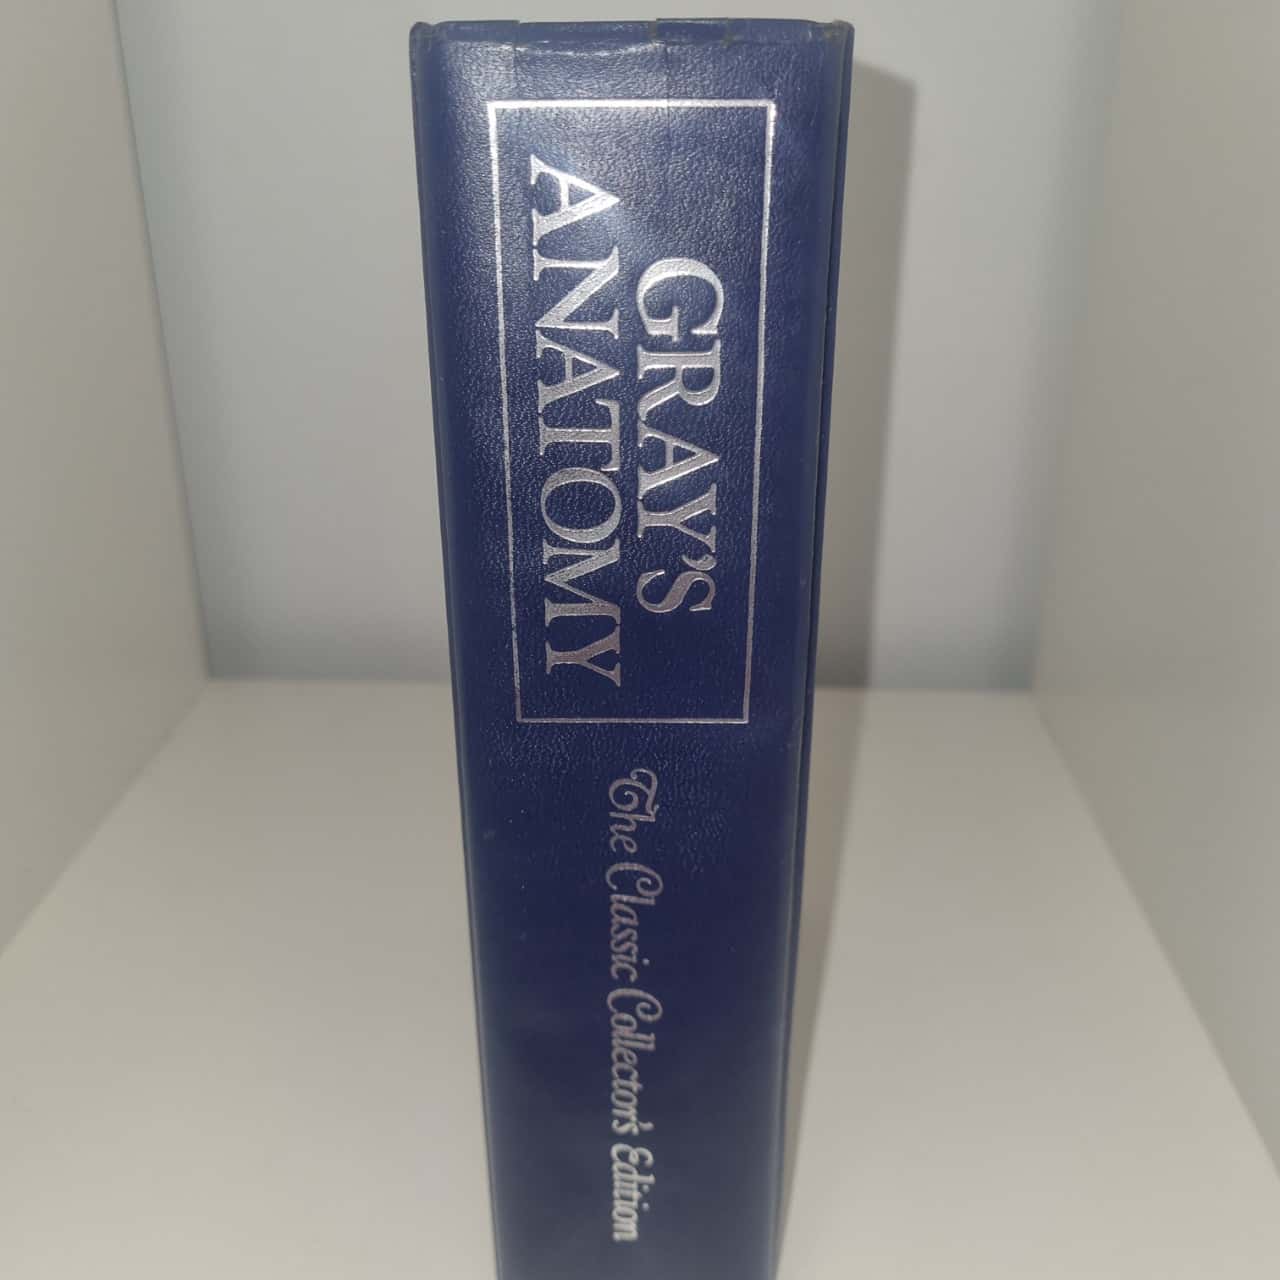 GRAY'S
ANATOMY
The Classic Collector's Edition